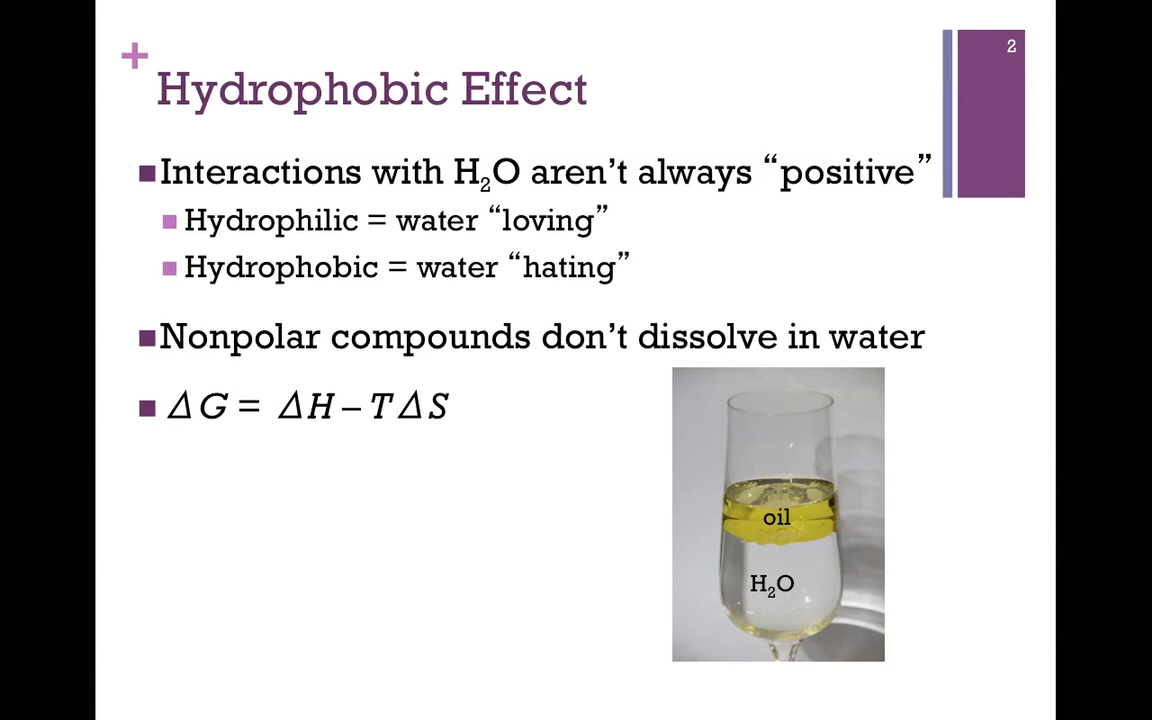 2
+
Hydrophobic Effect
Interactions with H₂O aren’t always “positive”
Hydrophilic = water “loving”
Hydrophobic = water “hating”
Nonpolar compounds don’t dissolve in water
ΔG = ΔH – TΔS
oil
H₂O